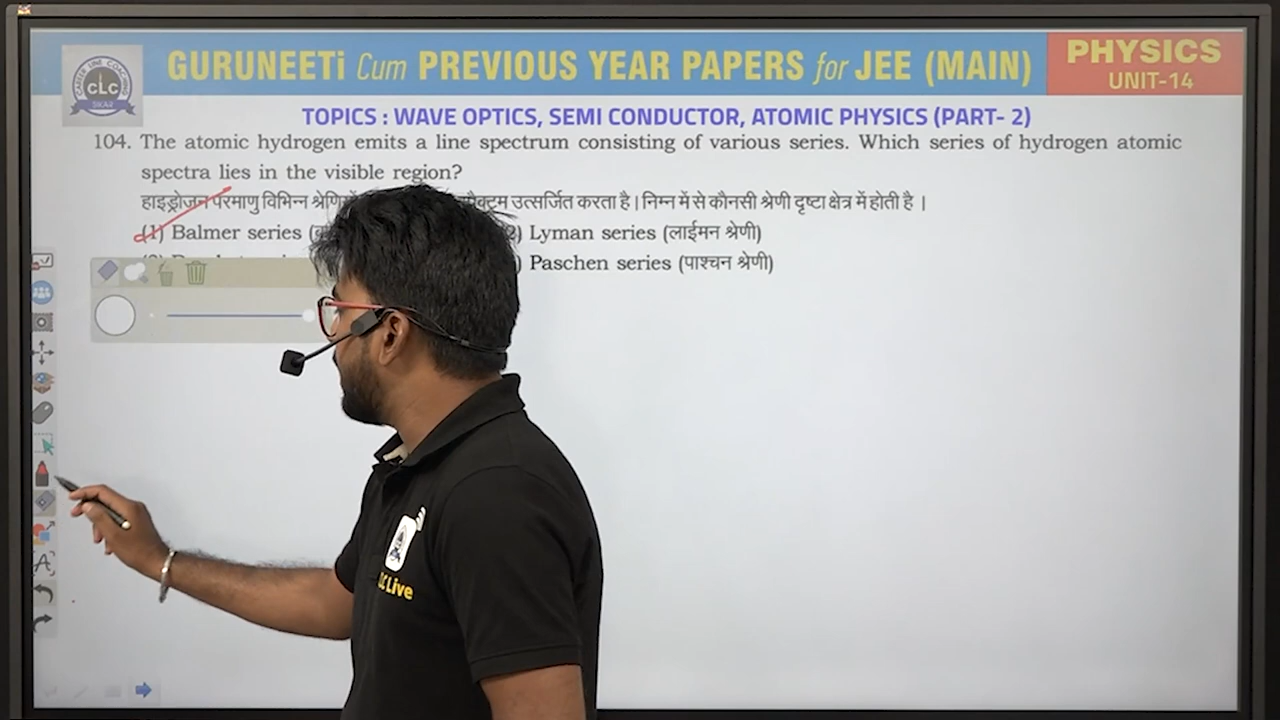 GURUNEETi Cum PREVIOUS YEAR PAPERS for JEE (MAIN)
PHYSICS
UNIT-14
CLC
SIKAR
TOPICS : WAVE OPTICS, SEMI CONDUCTOR, ATOMIC PHYSICS (PART- 2)
104. The atomic hydrogen emits a line spectrum consisting of various series. Which series of hydrogen atomic
spectra lies in the visible region?
हाइड्रोजन परमाणु विभिन्न उत्सर्जित करता है। निम्न में से कौनसी श्रेणी दृष्टा क्षेत्र में होती है।
(1) Balmer series Lyman series (लाईमन श्रेणी)
Paschen series (पाश्चन श्रेणी)
Live